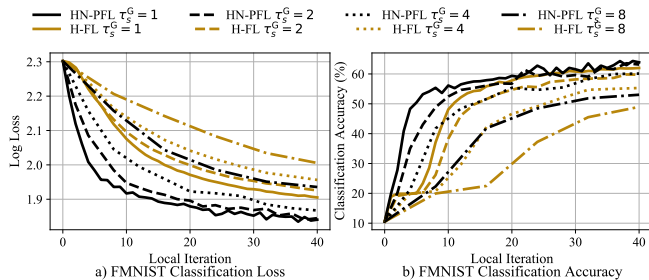 HN-PFL τ_s^G = 1 HN-PFL τ_s^G = 2 HN-PFL τ_s^G = 4 HN-PFL τ_s^G = 8
H-FL τ_s^G = 1 H-FL τ_s^G = 2 H-FL τ_s^G = 4 H-FL τ_s^G = 8
Log Loss
2.3
2.2
2.1
2.0
1.9
0 10 20 30 40
Local Iteration
a) FMNIST Classification Loss
Classification Accuracy (%)
60
50
40
30
20
10
0 10 20 30 40
Local Iteration
b) FMNIST Classification Accuracy